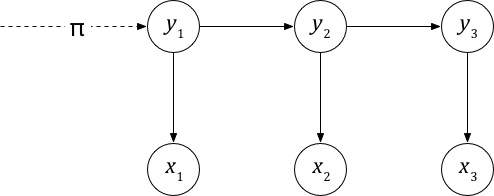 π y₁ y₂ y₃
x₁ x₂ x₃